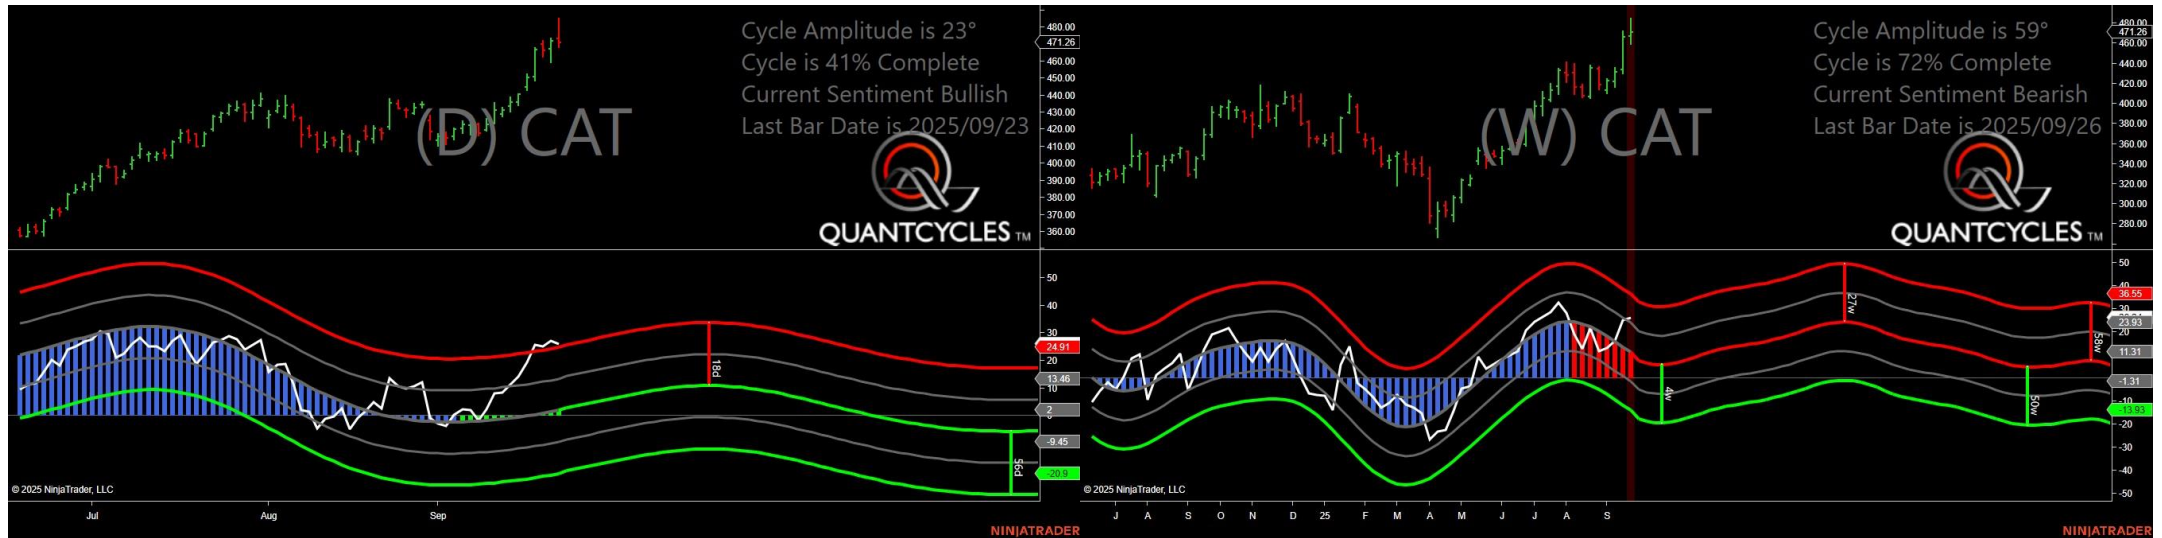 Cycle Amplitude is 23°
Cycle is 41% Complete
Current Sentiment Bullish
Last Bar Date is 2025/09/23
(D) CAT
QUANTCYCLES TM
480.00
471.26
460.00
450.00
440.00
430.00
420.00
410.00
400.00
390.00
380.00
370.00
360.00
50
40
30
24.91
20
13.46
10
2
-9.45
-20.9
18d
56d
© 2025 NinjaTrader, LLC
Jul
Aug
Sep
NINJATRADER
Cycle Amplitude is 59°
Cycle is 72% Complete
Current Sentiment Bearish
Last Bar Date is 2025/09/26
(W) CAT
QUANTCYCLES TM
480.00
471.26
460.00
440.00
420.00
400.00
380.00
360.00
340.00
320.00
300.00
280.00
50
40
36.55
30
23.93
20
11.31
-1.31
-10
-13.93
-20
-30
-40
-50
27w
58w
4w
50w
© 2025 NinjaTrader, LLC
J A S O N D 25 F M A M J J A S
NINJATRADER